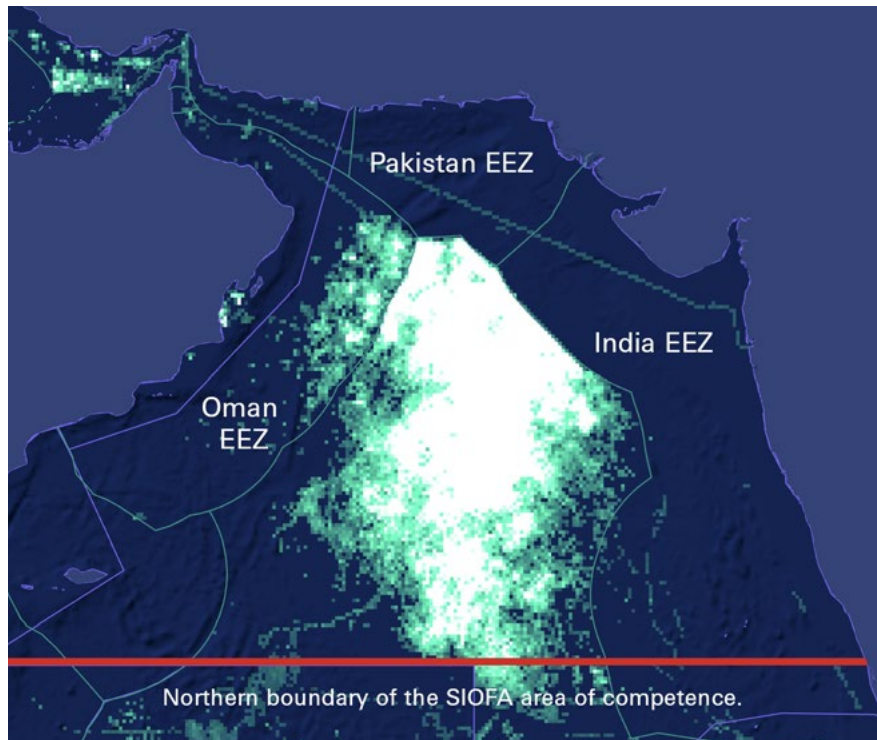 Pakistan EEZ
India EEZ
Oman
EEZ
Northern boundary of the SIOFA area of competence.